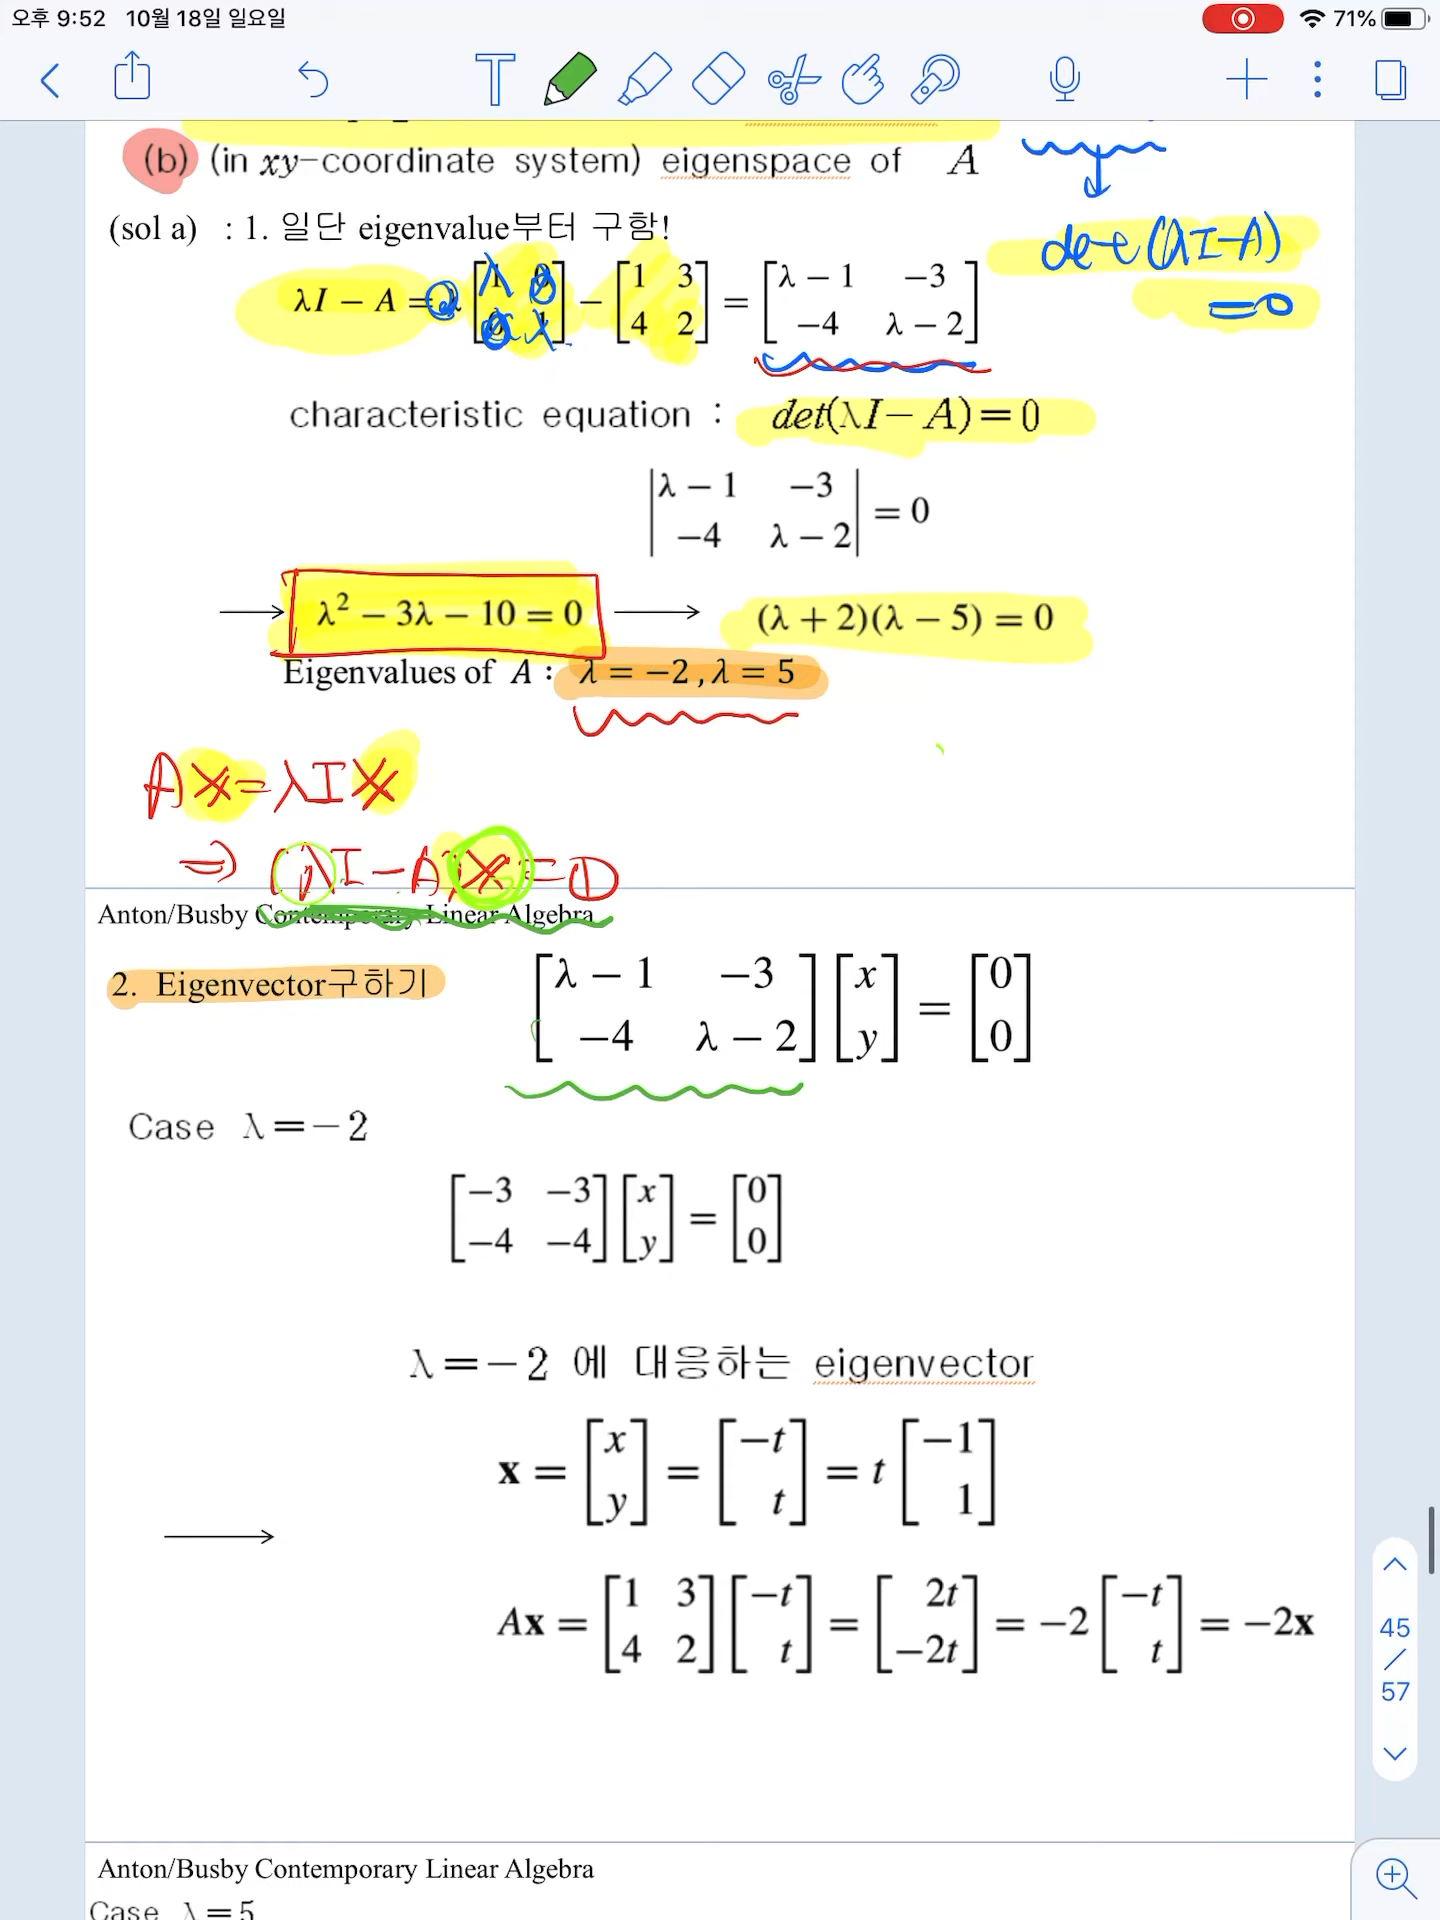 오후 9:52 10월 18일 일요일 71%
T
(b) (in xy-coordinate system) eigenspace of A
(sol a) : 1. 일단 eigenvalue부터 구함!
det(λI-A)
=0
λI − A = [λ 0; 0 λ] − [1 3; 4 2] = [λ − 1 −3; −4 λ − 2]
characteristic equation : det(λI− A)=0
|λ − 1 −3; −4 λ − 2| = 0
→ λ² − 3λ − 10 = 0 → (λ + 2)(λ − 5) = 0
Eigenvalues of A : λ = −2 , λ = 5
Ax=λIx
⇒ (λI-A)x=0
Anton/Busby Contemporary Linear Algebra
2. Eigenvector구하기 [λ − 1 −3; −4 λ − 2] [x; y] = [0; 0]
Case λ=−2
[−3 −3; −4 −4] [x; y] = [0; 0]
λ=−2 에 대응하는 eigenvector
x = [x; y] = [−t; t] = t [−1; 1]
→
Ax = [1 3; 4 2] [−t; t] = [2t; −2t] = −2 [−t; t] = −2x
45
/
57
Anton/Busby Contemporary Linear Algebra
Case λ=5